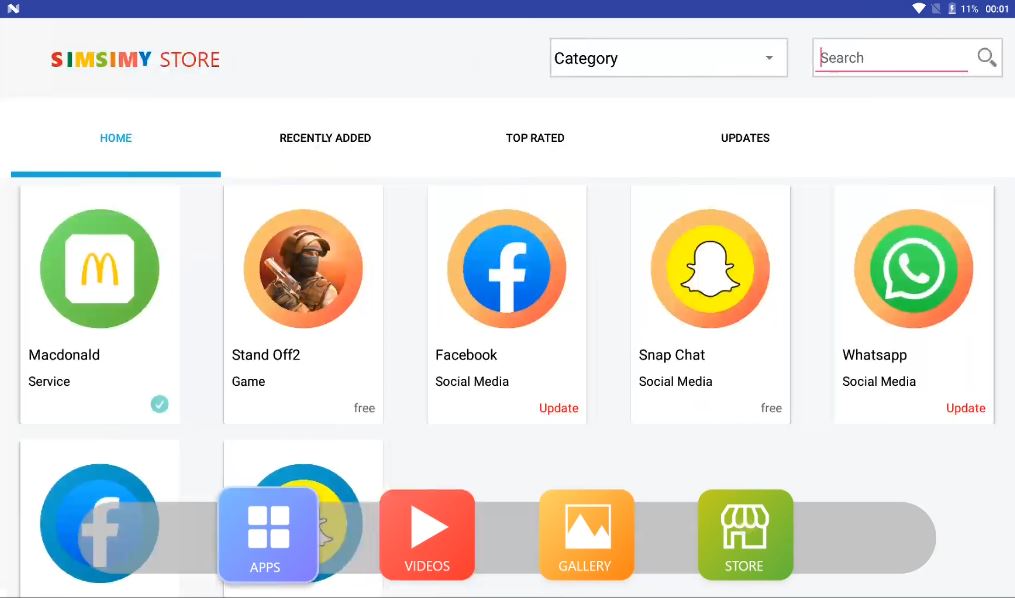 11% 00:01
SIMSIMY STORE
Category
Search
HOME
RECENTLY ADDED
TOP RATED
UPDATES
Macdonald
Service
Stand Off2
Game
free
Facebook
Social Media
Update
Snap Chat
Social Media
free
Whatsapp
Social Media
Update
APPS
VIDEOS
GALLERY
STORE